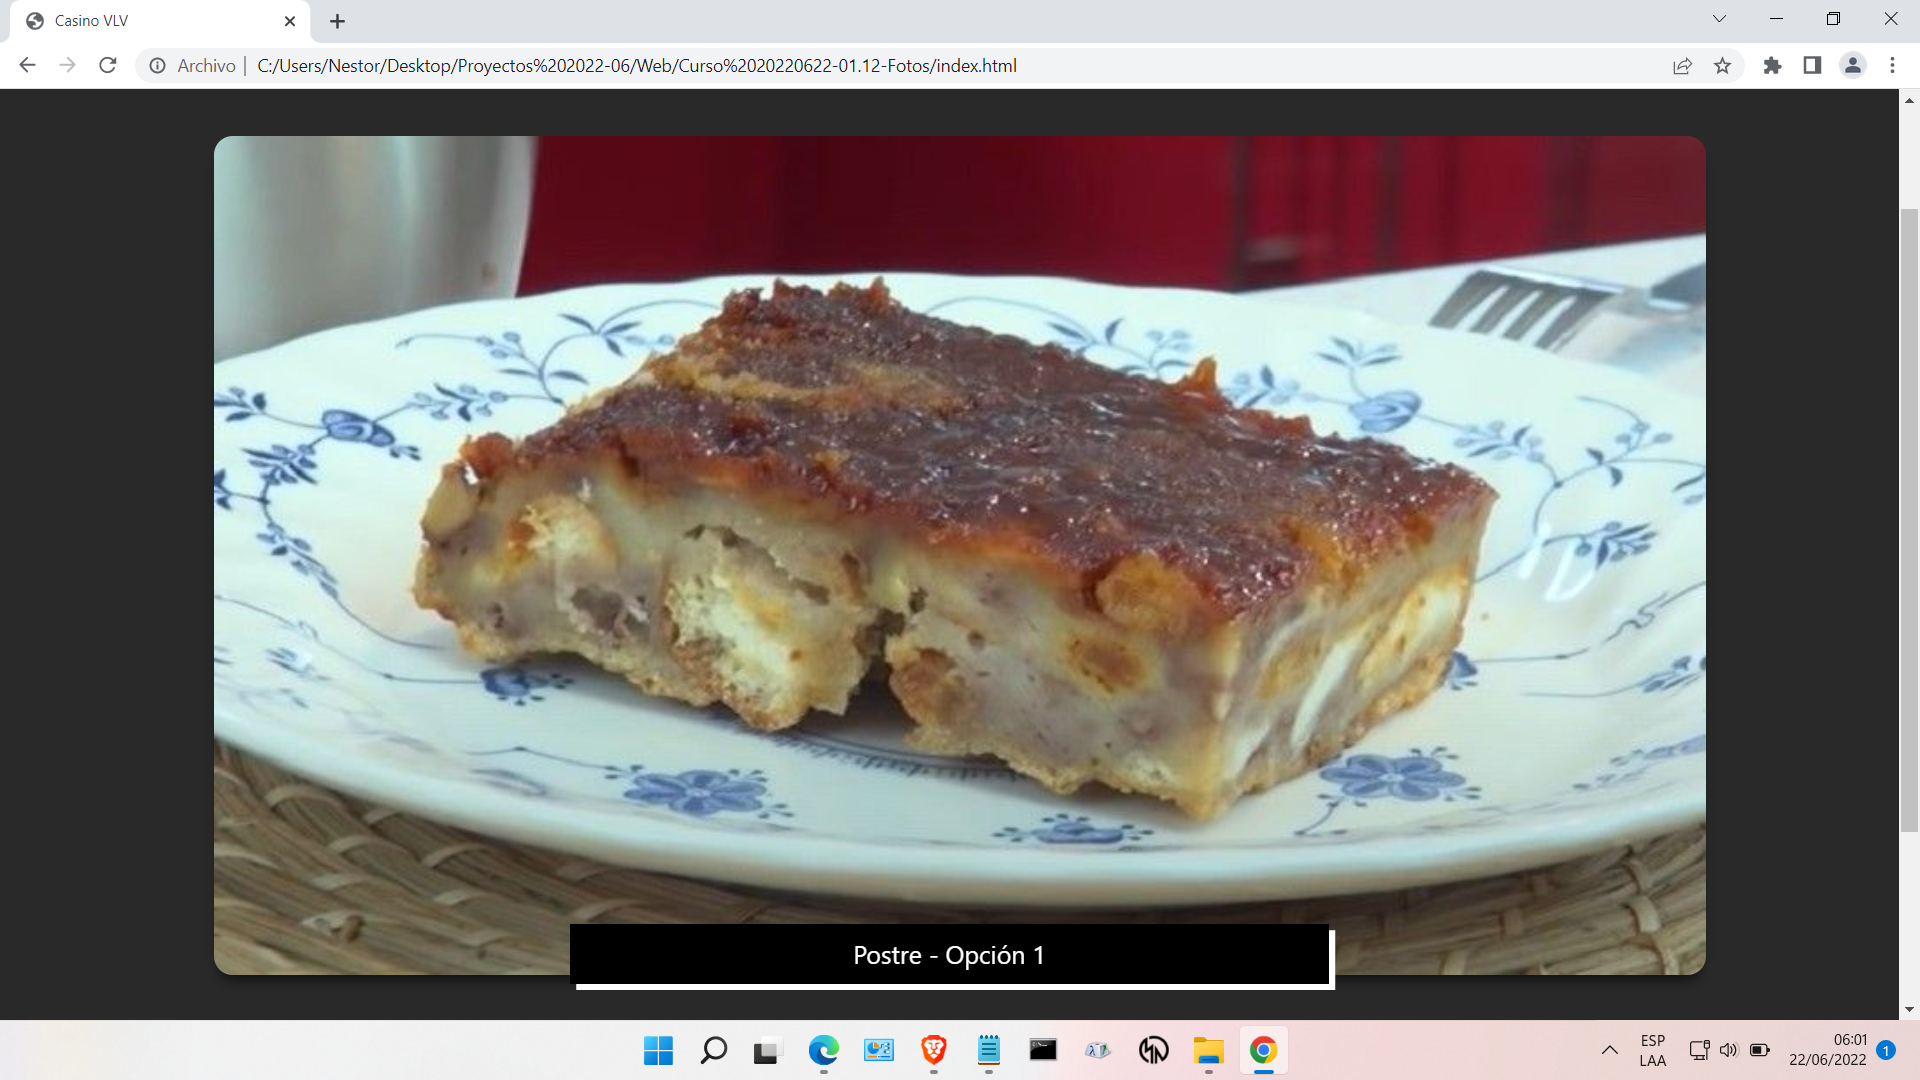 Casino VLV
Archivo | C:/Users/Nestor/Desktop/Proyectos%202022-06/Web/Curso%2020220622-01.12-Fotos/index.html
Postre - Opción 1
ESP
LAA
06:01
22/06/2022
1